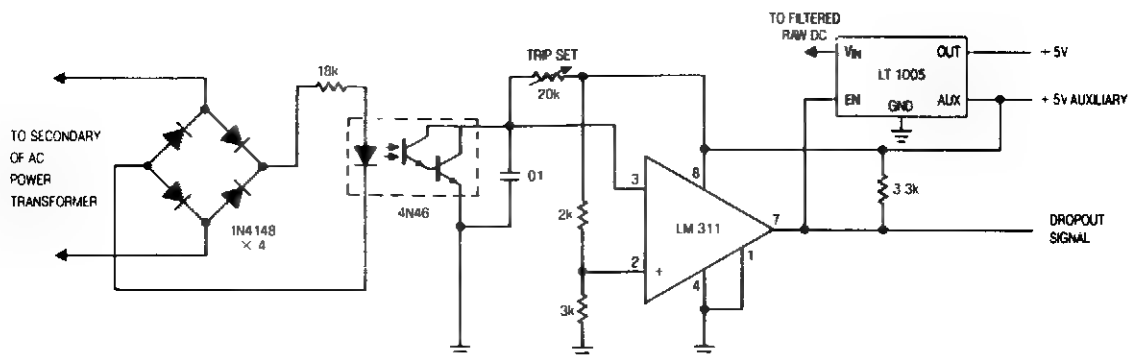 TO FILTERED
RAW DC
VIN
OUT
+ 5V
LT 1005
EN
GND
AUX
+ 5V AUXILIARY
TRIP SET
20k
18k
TO SECONDARY
OF AC
POWER
TRANSFORMER
1N4148
× 4
4N46
01
2k
3k
3
2
+
8
LM 311
7
1
4
3.3k
DROPOUT
SIGNAL